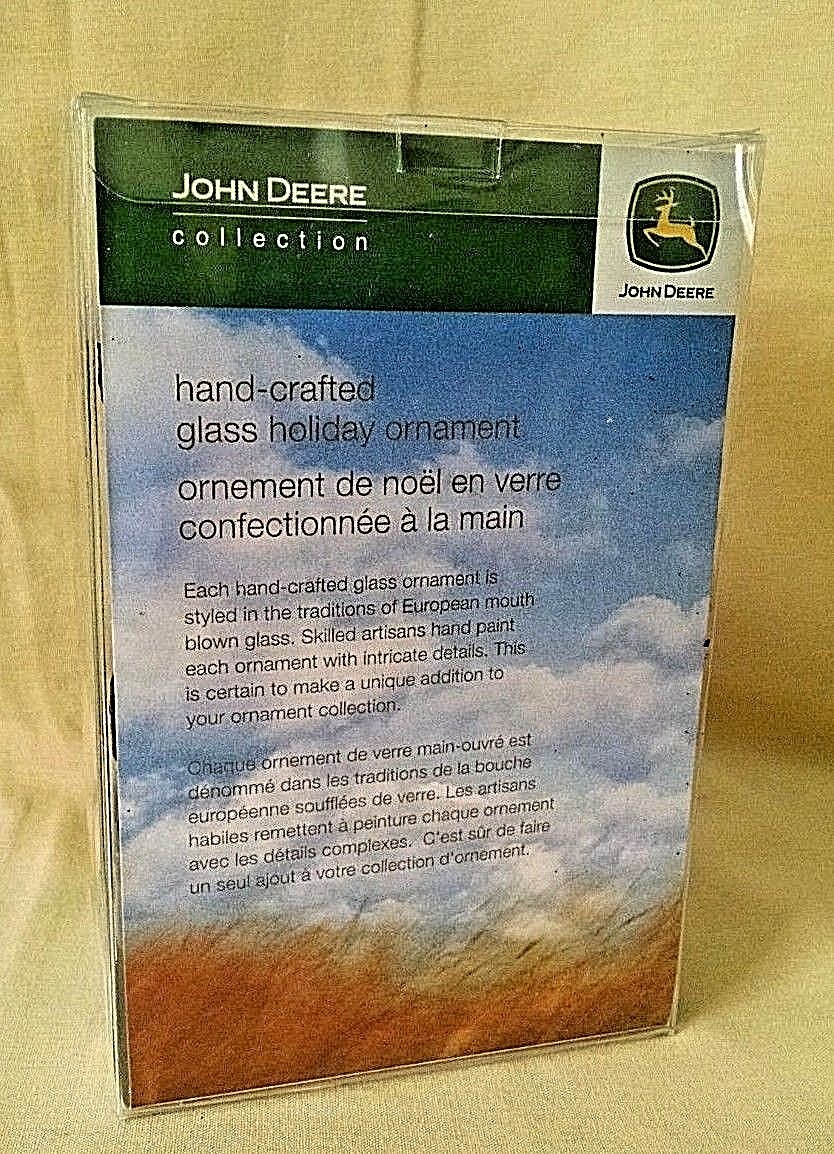 JOHN DEERE
collection
JOHN DEERE
hand-crafted
glass holiday ornament
ornement de noël en verre
confectionnée à la main
Each hand-crafted glass ornament is
styled in the traditions of European mouth
blown glass. Skilled artisans hand paint
each ornament with intricate details. This
is certain to make a unique addition to
your ornament collection.
Chaque ornement de verre main-ouvré est
dénommé dans les traditions de la bouche
européenne soufflées de verre. Les artisans
habiles remettent à peinture chaque ornement
avec les détails complexes. C'est sûr de faire
un seul ajout à votre collection d'ornement.